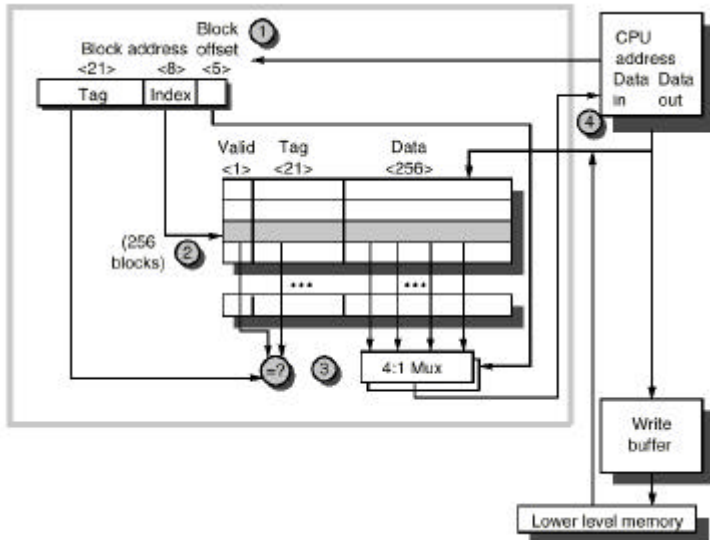 Block address
<21>
<8>
Block
offset
<5>
1
Tag
Index
CPU
address
Data
in
Data
out
4
Valid
<1>
Tag
<21>
Data
<256>
(256
blocks)
2
•••
•••
=?
3
4:1 Mux
Write
buffer
Lower level memory